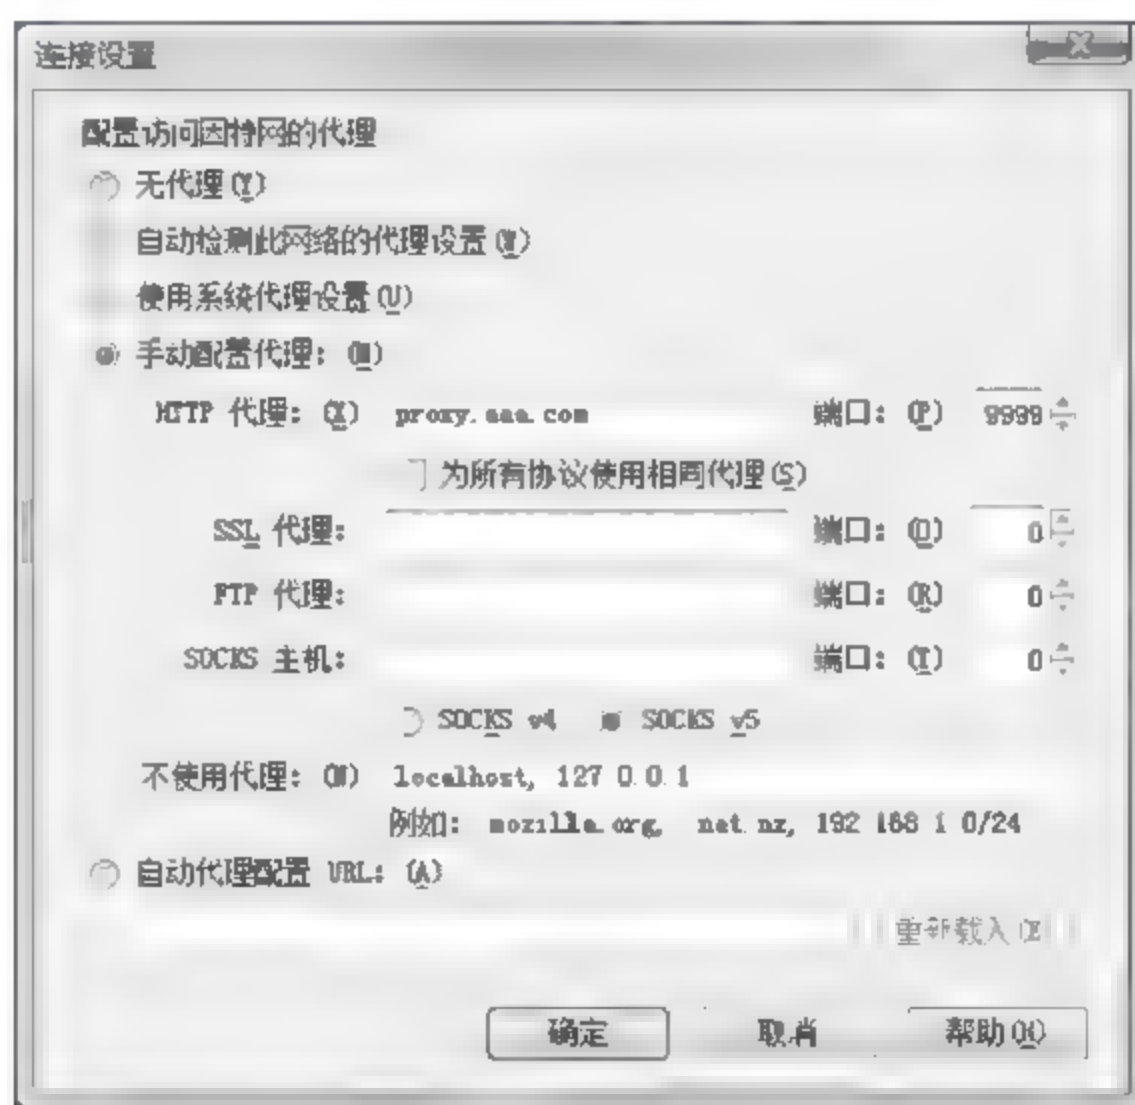 连接设置
配置访问因特网的代理
无代理(Y)
自动检测此网络的代理设置(W)
使用系统代理设置(U)
手动配置代理：(M)
HTTP 代理：(X) proxy.aaa.com 端口：(P) 9999
为所有协议使用相同代理(S)
SSL 代理： 端口：(O) 0
FTP 代理： 端口：(R) 0
SOCKS 主机： 端口：(T) 0
SOCKS v4 SOCKS v5
不使用代理：(N) localhost, 127.0.0.1
例如：mozilla.org, net.nz, 192.168.1.0/24
自动代理配置 URL：(A)
重新载入(E
确定 取消 帮助(H)